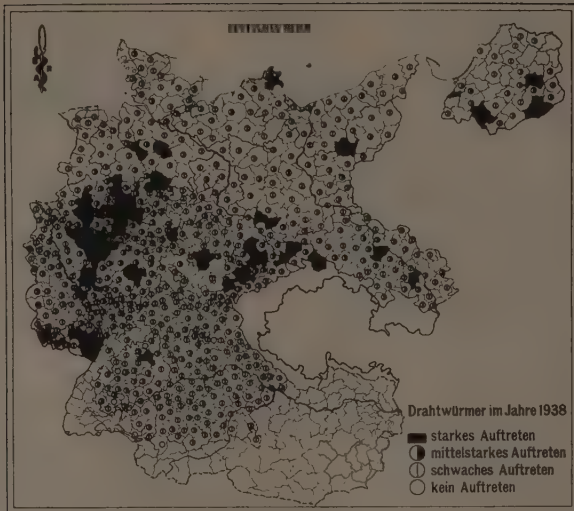 Drahtwürmer im Jahre 1938
starkes Auftreten
mittelstarkes Auftreten
schwaches Auftreten
kein Auftreten